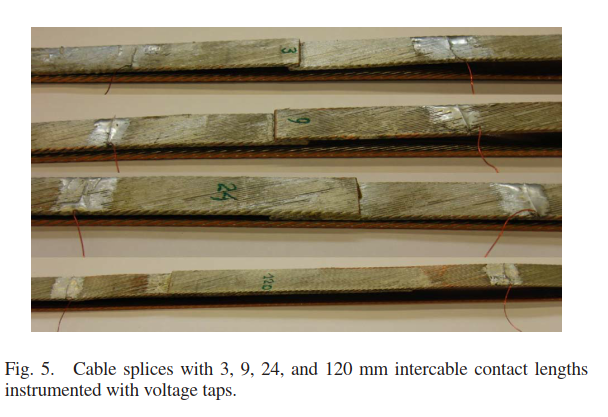 3
9
24
120
Fig. 5. Cable splices with 3, 9, 24, and 120 mm intercable contact lengths
instrumented with voltage taps.